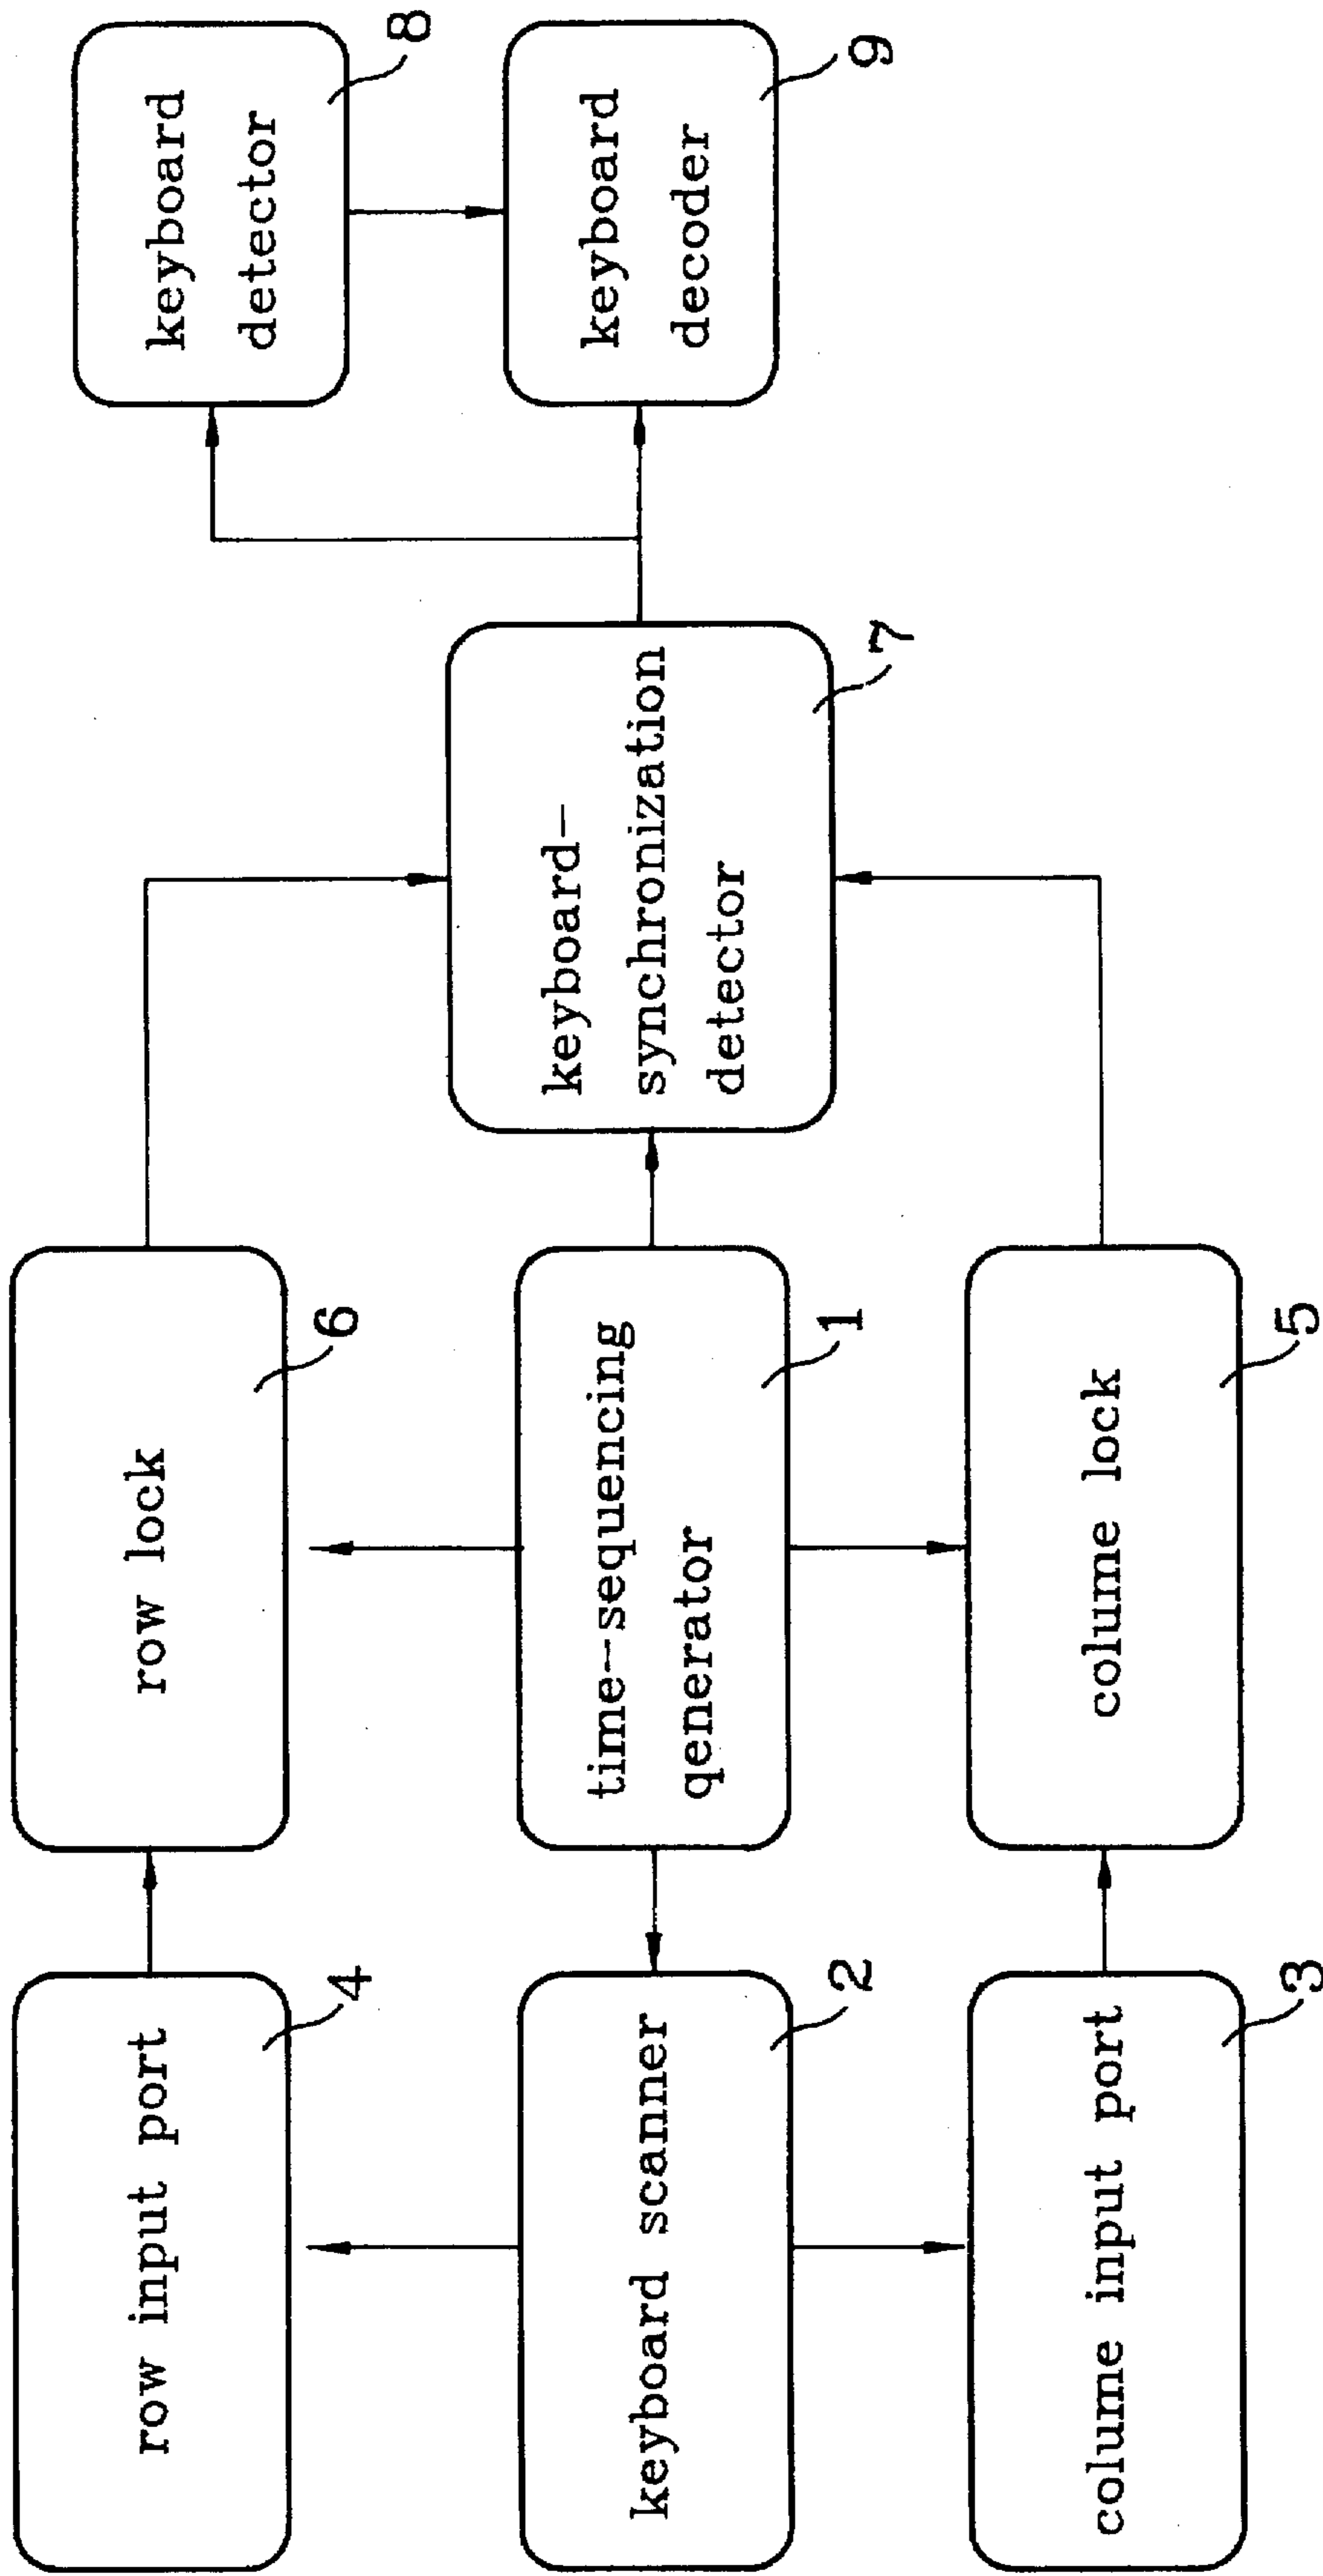 row input port
4
row lock
6
keyboard scanner
2
time-sequencing
qenerator
1
colume input port
3
colume lock
5
keyboard-
synchronization
detector
7
keyboard
detector
8
keyboard
decoder
9